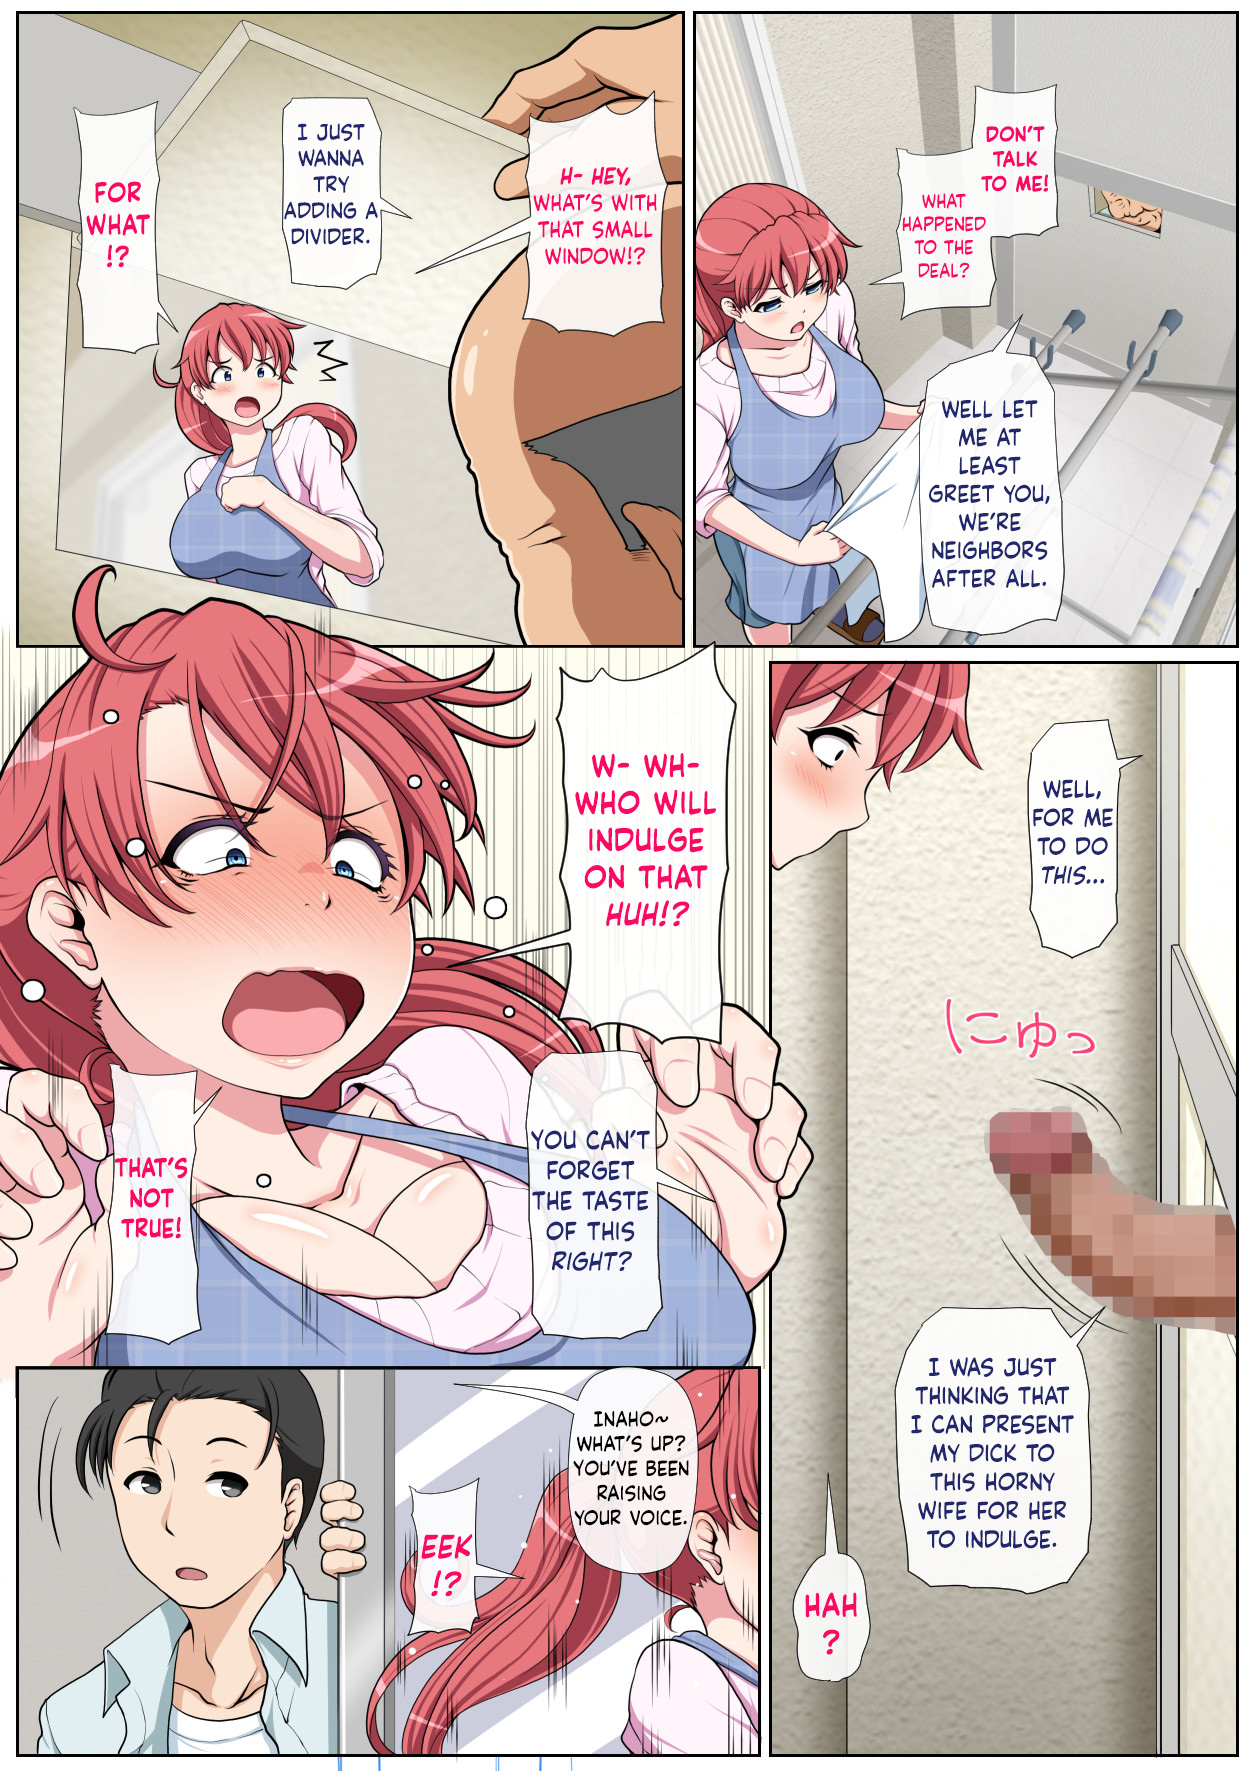 DON'T
TALK
TO ME!
WHAT
HAPPENED
TO THE
DEAL?
WELL LET
ME AT
LEAST
GREET YOU,
WE'RE
NEIGHBORS
AFTER ALL.
H- HEY,
WHAT'S WITH
THAT SMALL
WINDOW!?
I JUST
WANNA
TRY
ADDING A
DIVIDER.
FOR
WHAT
!?
WELL,
FOR ME
TO DO
THIS...
にゅっ
I WAS JUST
THINKING THAT
I CAN PRESENT
MY DICK TO
THIS HORNY
WIFE FOR HER
TO INDULGE.
HAH
?
W- WH-
WHO WILL
INDULGE
ON THAT
HUH!?
YOU CAN'T
FORGET
THE TASTE
OF THIS
RIGHT?
THAT'S
NOT
TRUE!
INAHO~
WHAT'S UP?
YOU'VE BEEN
RAISING
YOUR VOICE.
EEK
!?